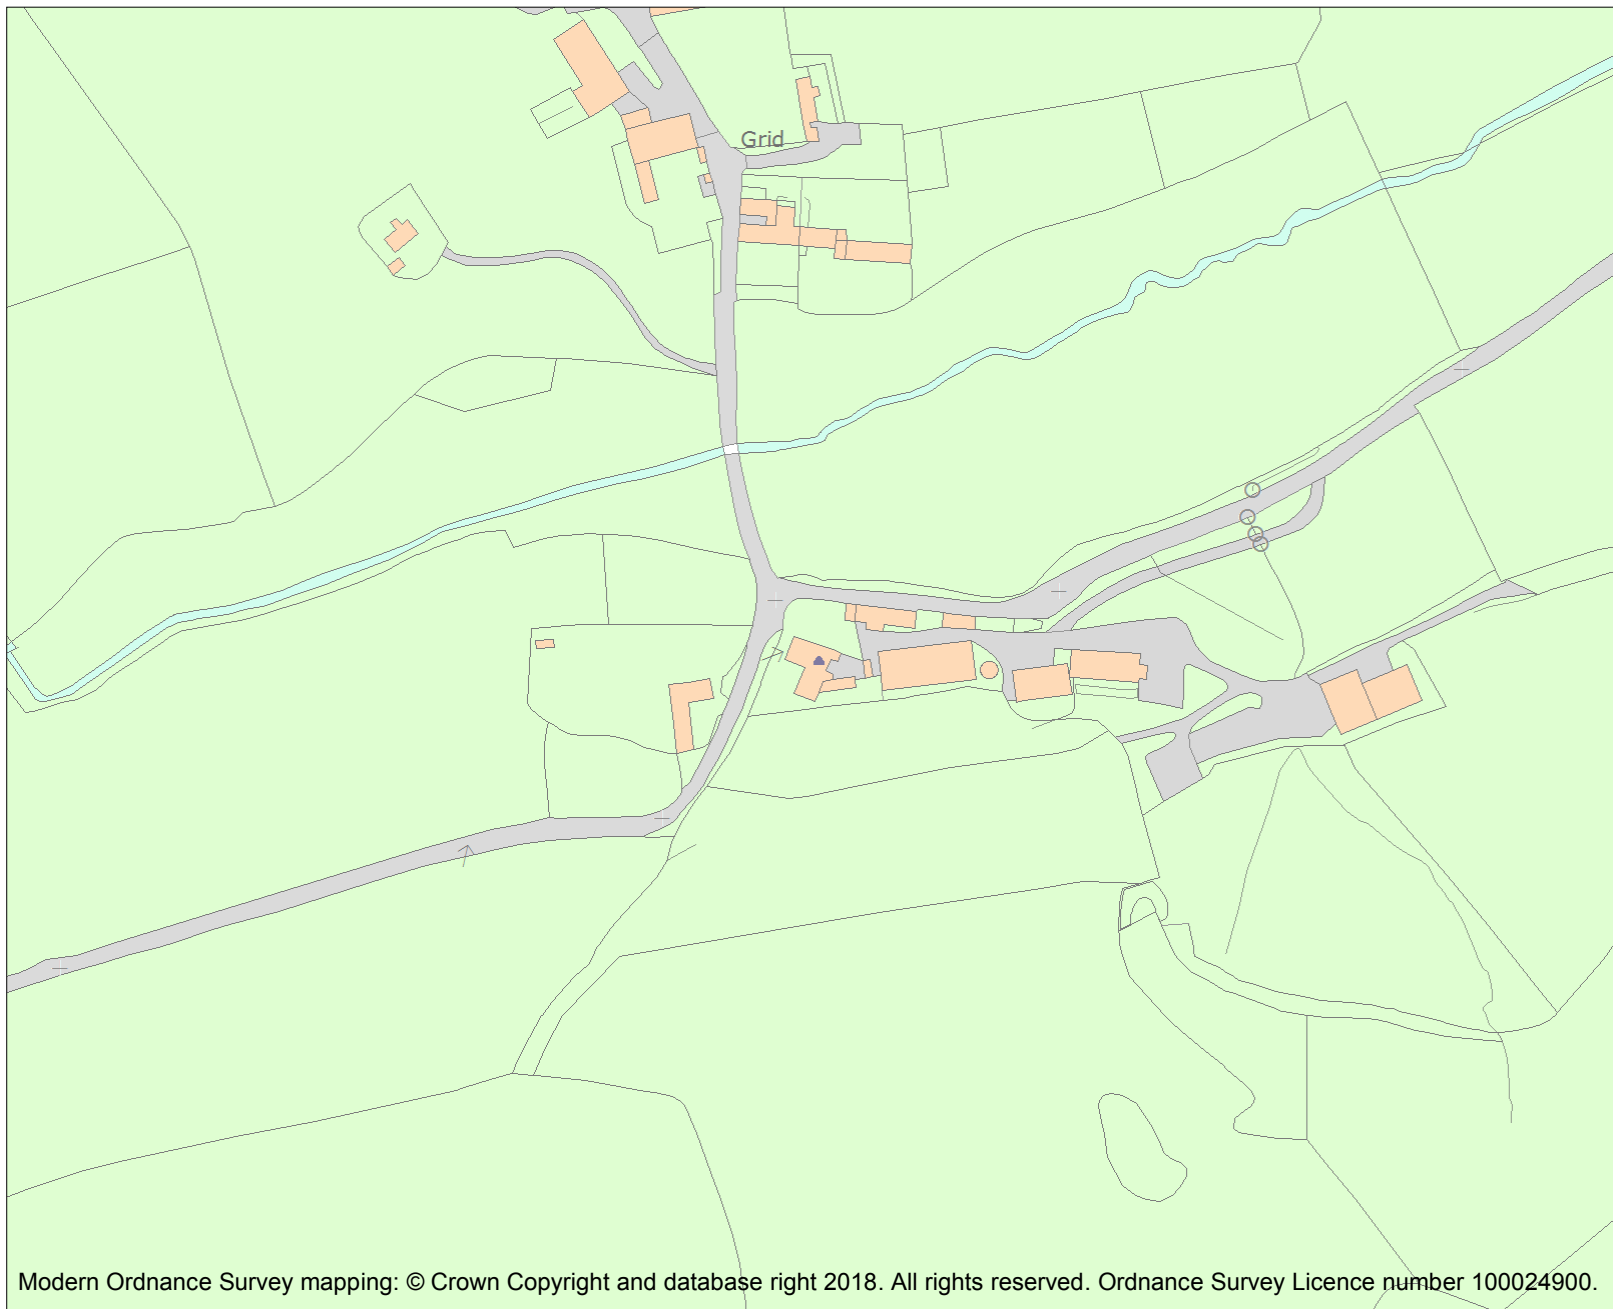 Grid
Modern Ordnance Survey mapping: © Crown Copyright and database right 2018. All rights reserved. Ordnance Survey Licence number 100024900.